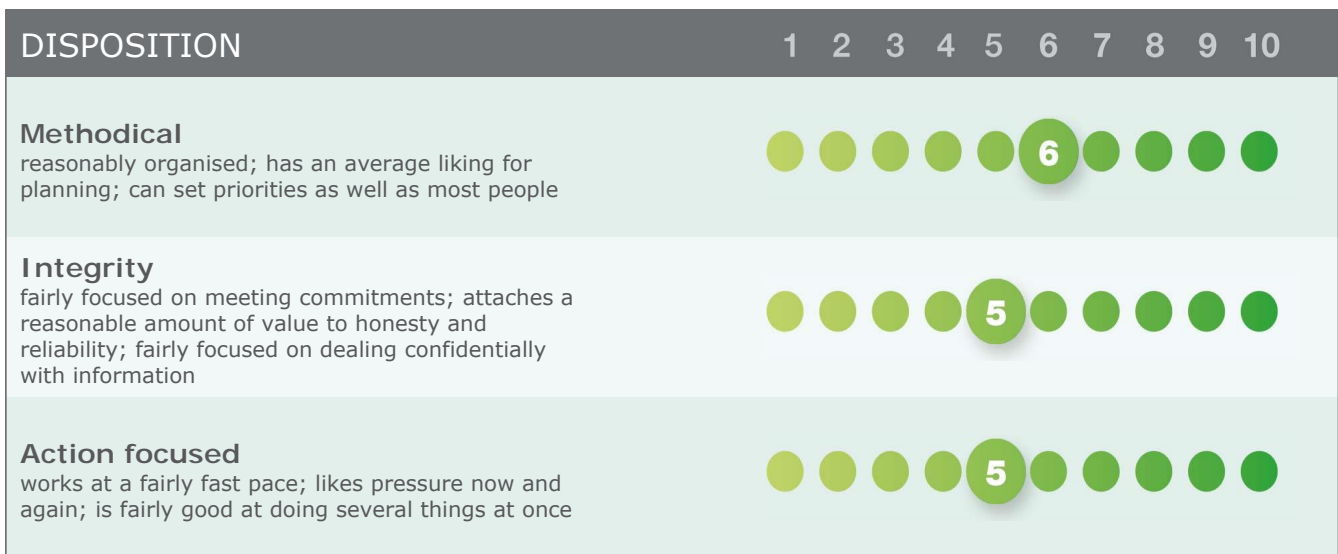 DISPOSITION 1 2 3 4 5 6 7 8 9 10
Methodical
reasonably organised; has an average liking for
planning; can set priorities as well as most people
6
Integrity
fairly focused on meeting commitments; attaches a
reasonable amount of value to honesty and
reliability; fairly focused on dealing confidentially
with information
5
Action focused
works at a fairly fast pace; likes pressure now and
again; is fairly good at doing several things at once
5